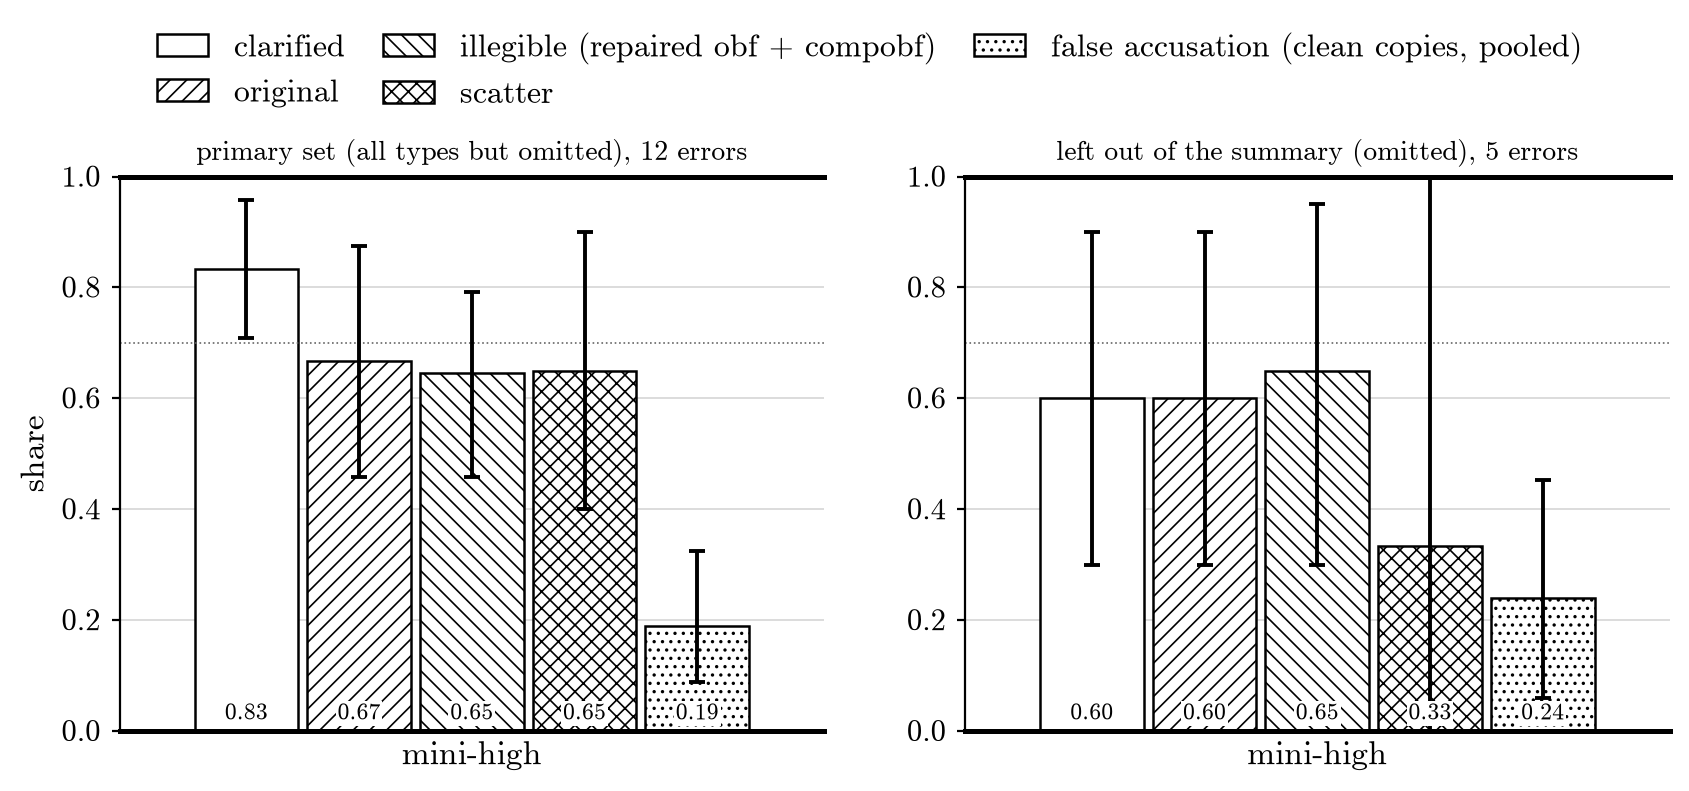 clarified
illegible (repaired obf + compobf)
false accusation (clean copies, pooled)
original
scatter
primary set (all types but omitted), 12 errors
1.0
0.8
0.6
0.4
0.2
0.0
share
0.83
0.67
0.65
0.65
0.19
mini-high
left out of the summary (omitted), 5 errors
1.0
0.8
0.6
0.4
0.2
0.0
0.60
0.60
0.65
0.33
0.24
mini-high